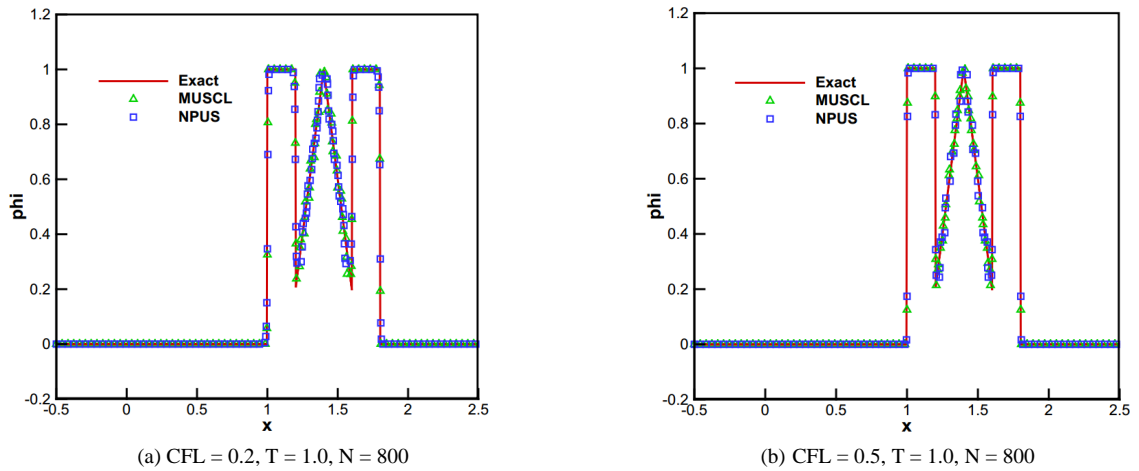 1.2
1
0.8
0.6
0.4
0.2
0
-0.2
phi
-0.5
0
0.5
1
1.5
2
2.5
x
Exact
MUSCL
NPUS
(a) CFL = 0.2, T = 1.0, N = 800
1.2
1
0.8
0.6
0.4
0.2
0
-0.2
phi
-0.5
0
0.5
1
1.5
2
2.5
x
Exact
MUSCL
NPUS
(b) CFL = 0.5, T = 1.0, N = 800